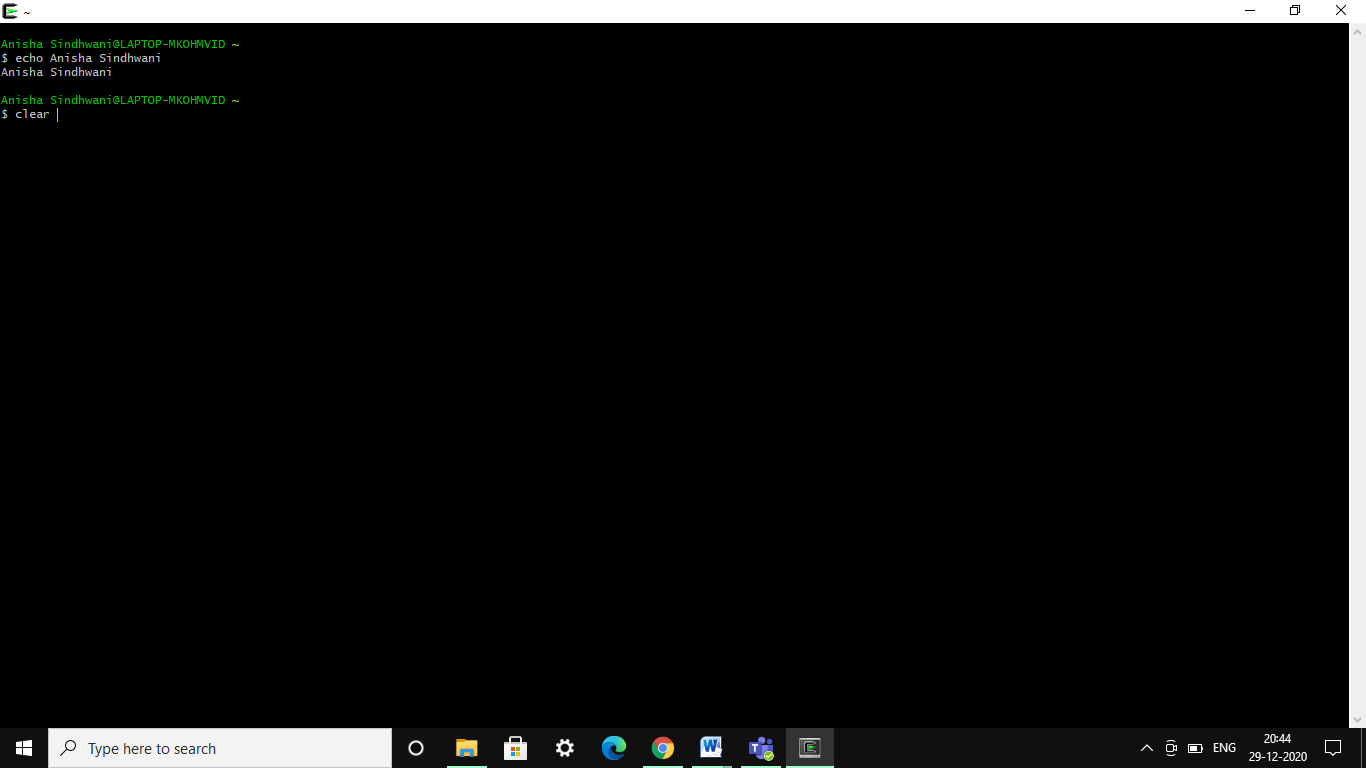 ~
Anisha Sindhwani@LAPTOP-MKOHMVID ~
$ echo Anisha Sindhwani
Anisha Sindhwani
Anisha Sindhwani@LAPTOP-MKOHMVID ~
$ clear
Type here to search
ENG
20:44
29-12-2020